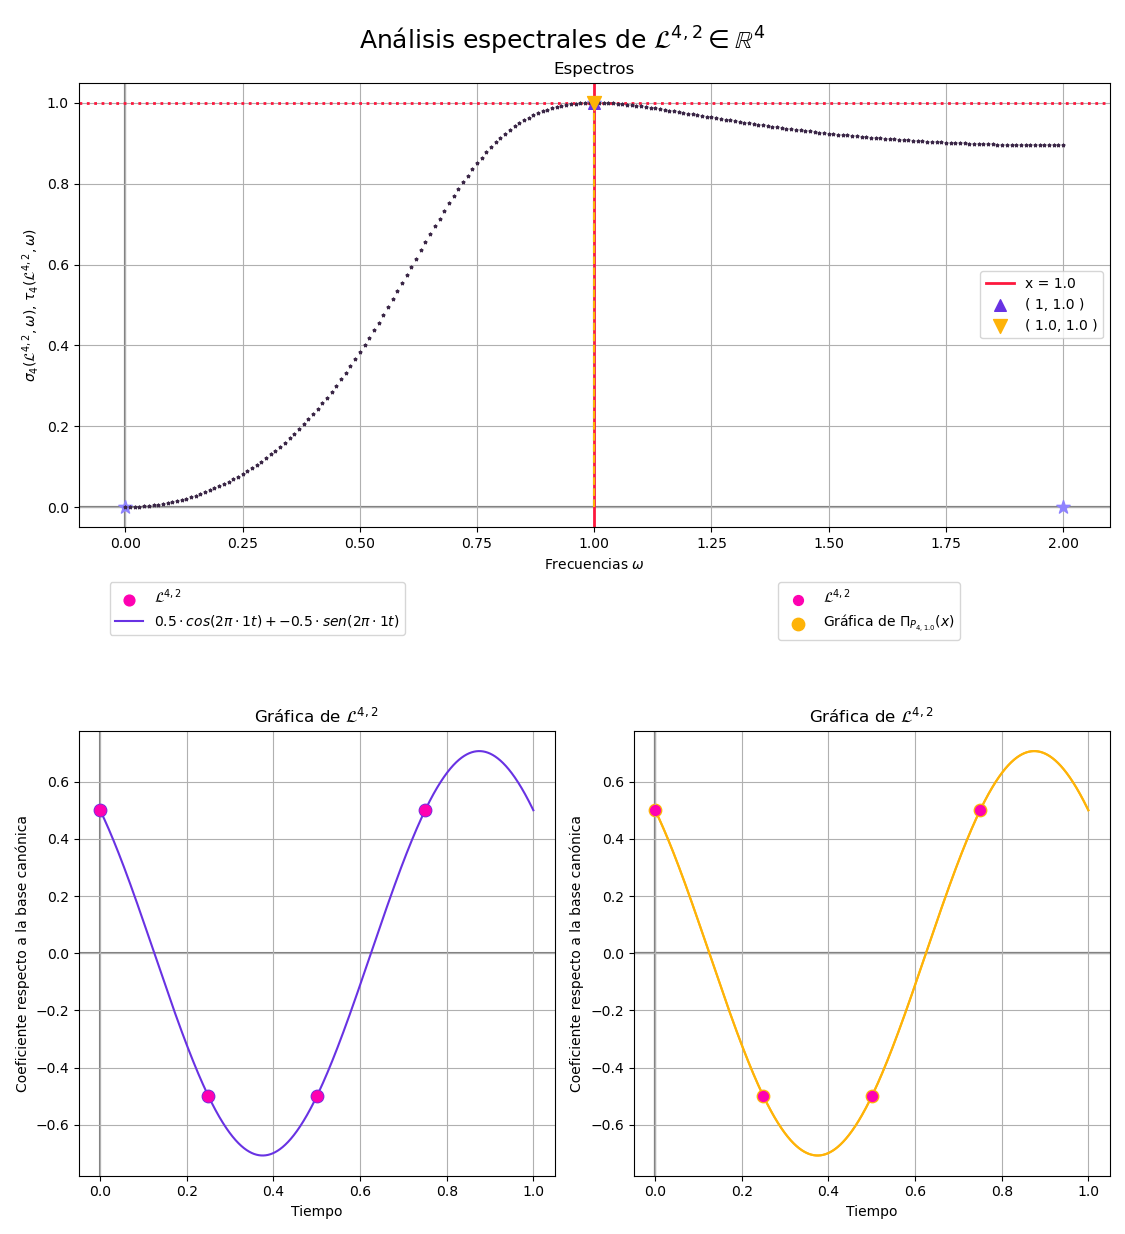 Análisis espectrales de $\mathcal{L}^{4,2} \in \mathbb{R}^4$
Espectros
1.0
0.8
0.6
0.4
0.2
0.0
$\sigma_4(\mathcal{L}^{4,2}, \omega), \tau_4(\mathcal{L}^{4,2}, \omega)$
x = 1.0
( 1, 1.0 )
( 1.0, 1.0 )
0.00 0.25 0.50 0.75 1.00 1.25 1.50 1.75 2.00
Frecuencias $\omega$
$\mathcal{L}^{4,2}$
$0.5 \cdot cos(2\pi \cdot 1t) + -0.5 \cdot sen(2\pi \cdot 1t)$
$\mathcal{L}^{4,2}$
Gráfica de $\Pi_{P_{4,1.0}}(x)$
Gráfica de $\mathcal{L}^{4,2}$
0.6
0.4
0.2
0.0
−0.2
−0.4
−0.6
Coeficiente respecto a la base canónica
0.0 0.2 0.4 0.6 0.8 1.0
Tiempo
Gráfica de $\mathcal{L}^{4,2}$
0.6
0.4
0.2
0.0
−0.2
−0.4
−0.6
Coeficiente respecto a la base canónica
0.0 0.2 0.4 0.6 0.8 1.0
Tiempo